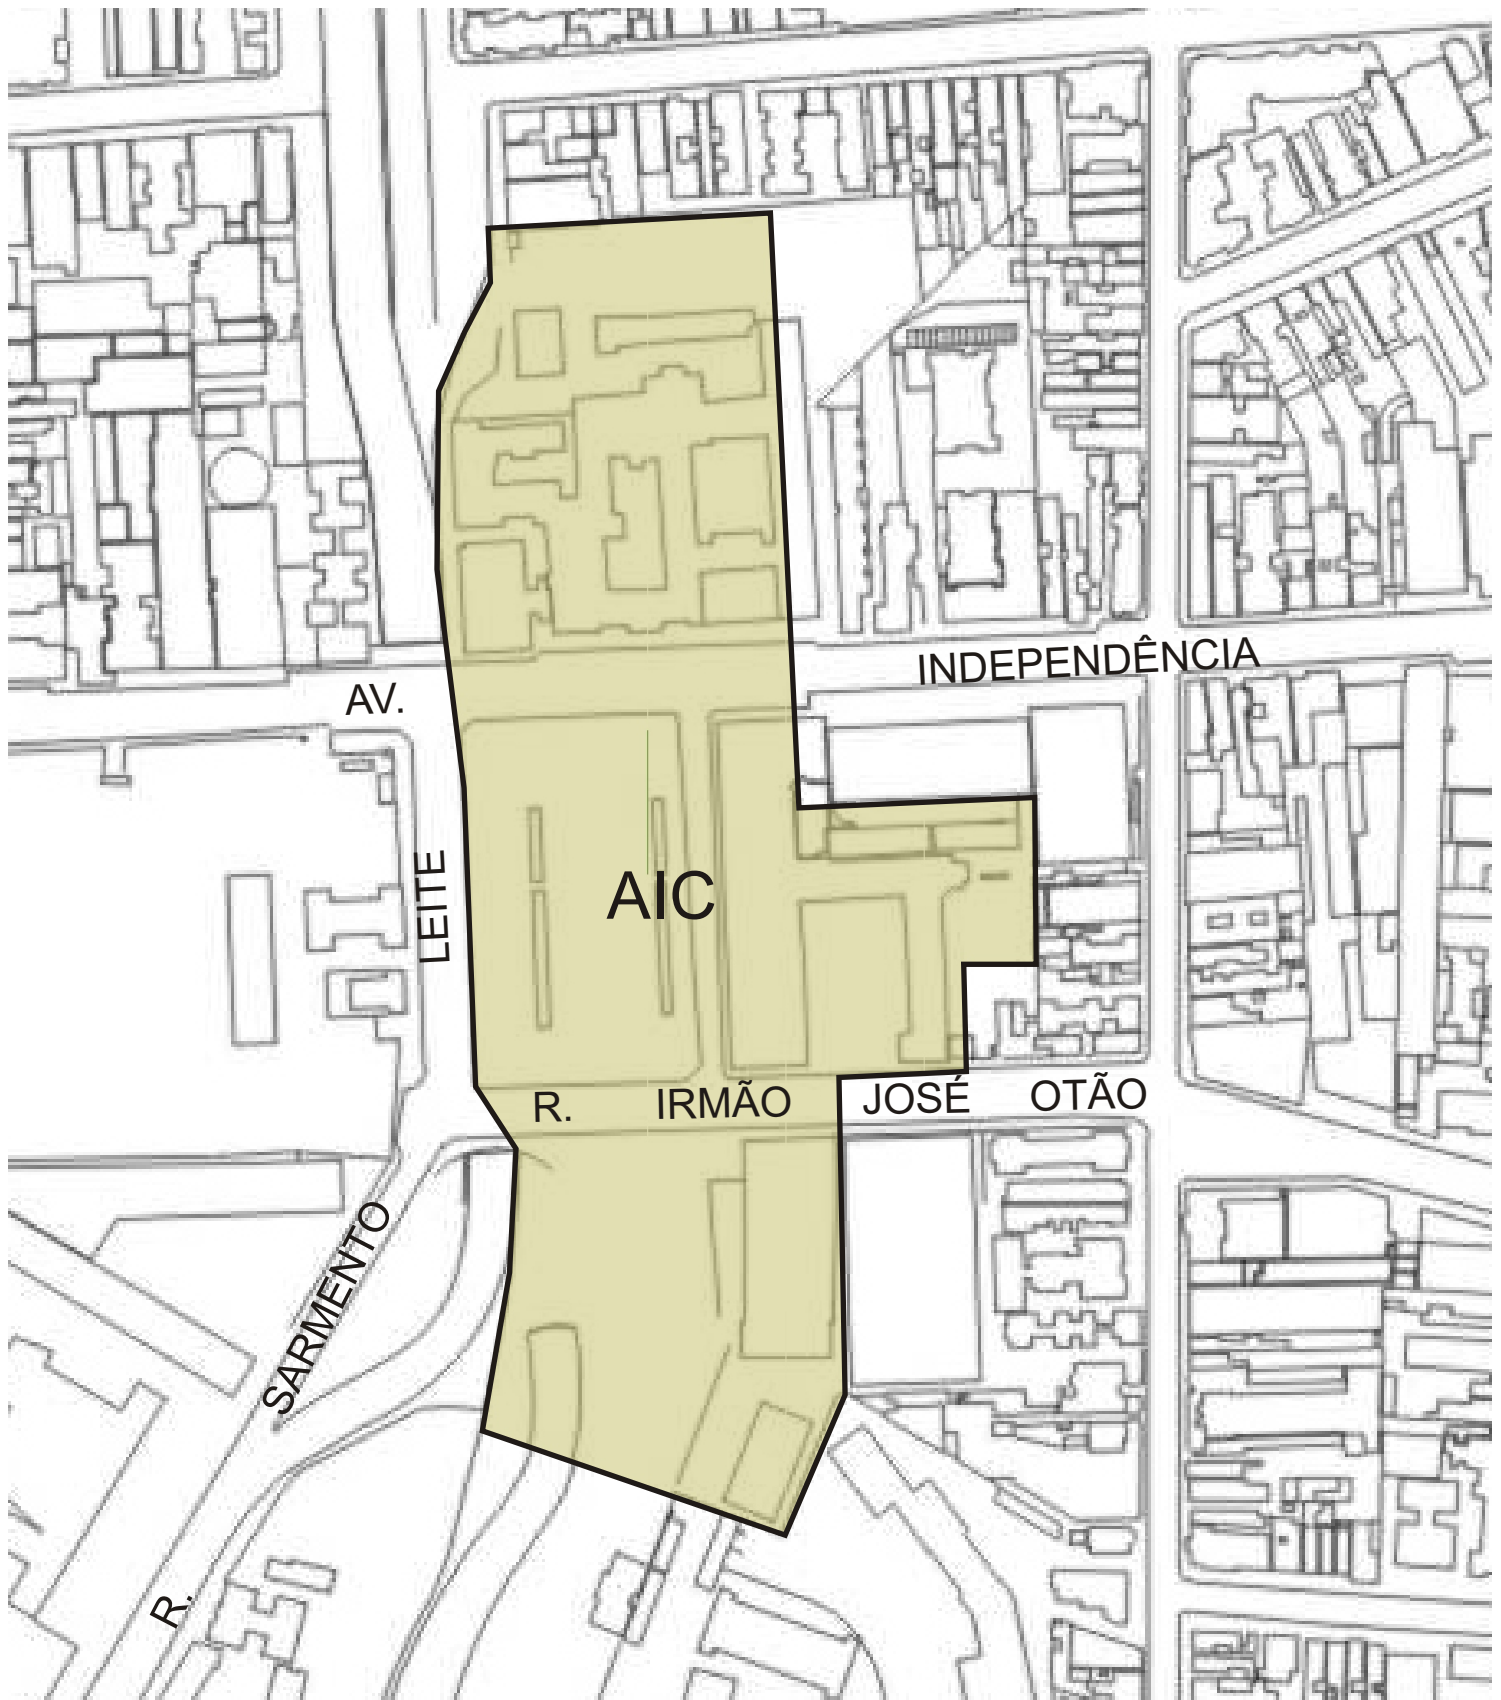 AV. INDEPENDÊNCIA
AIC
R. IRMÃO JOSÉ OTÃO
R. SARMENTO LEITE